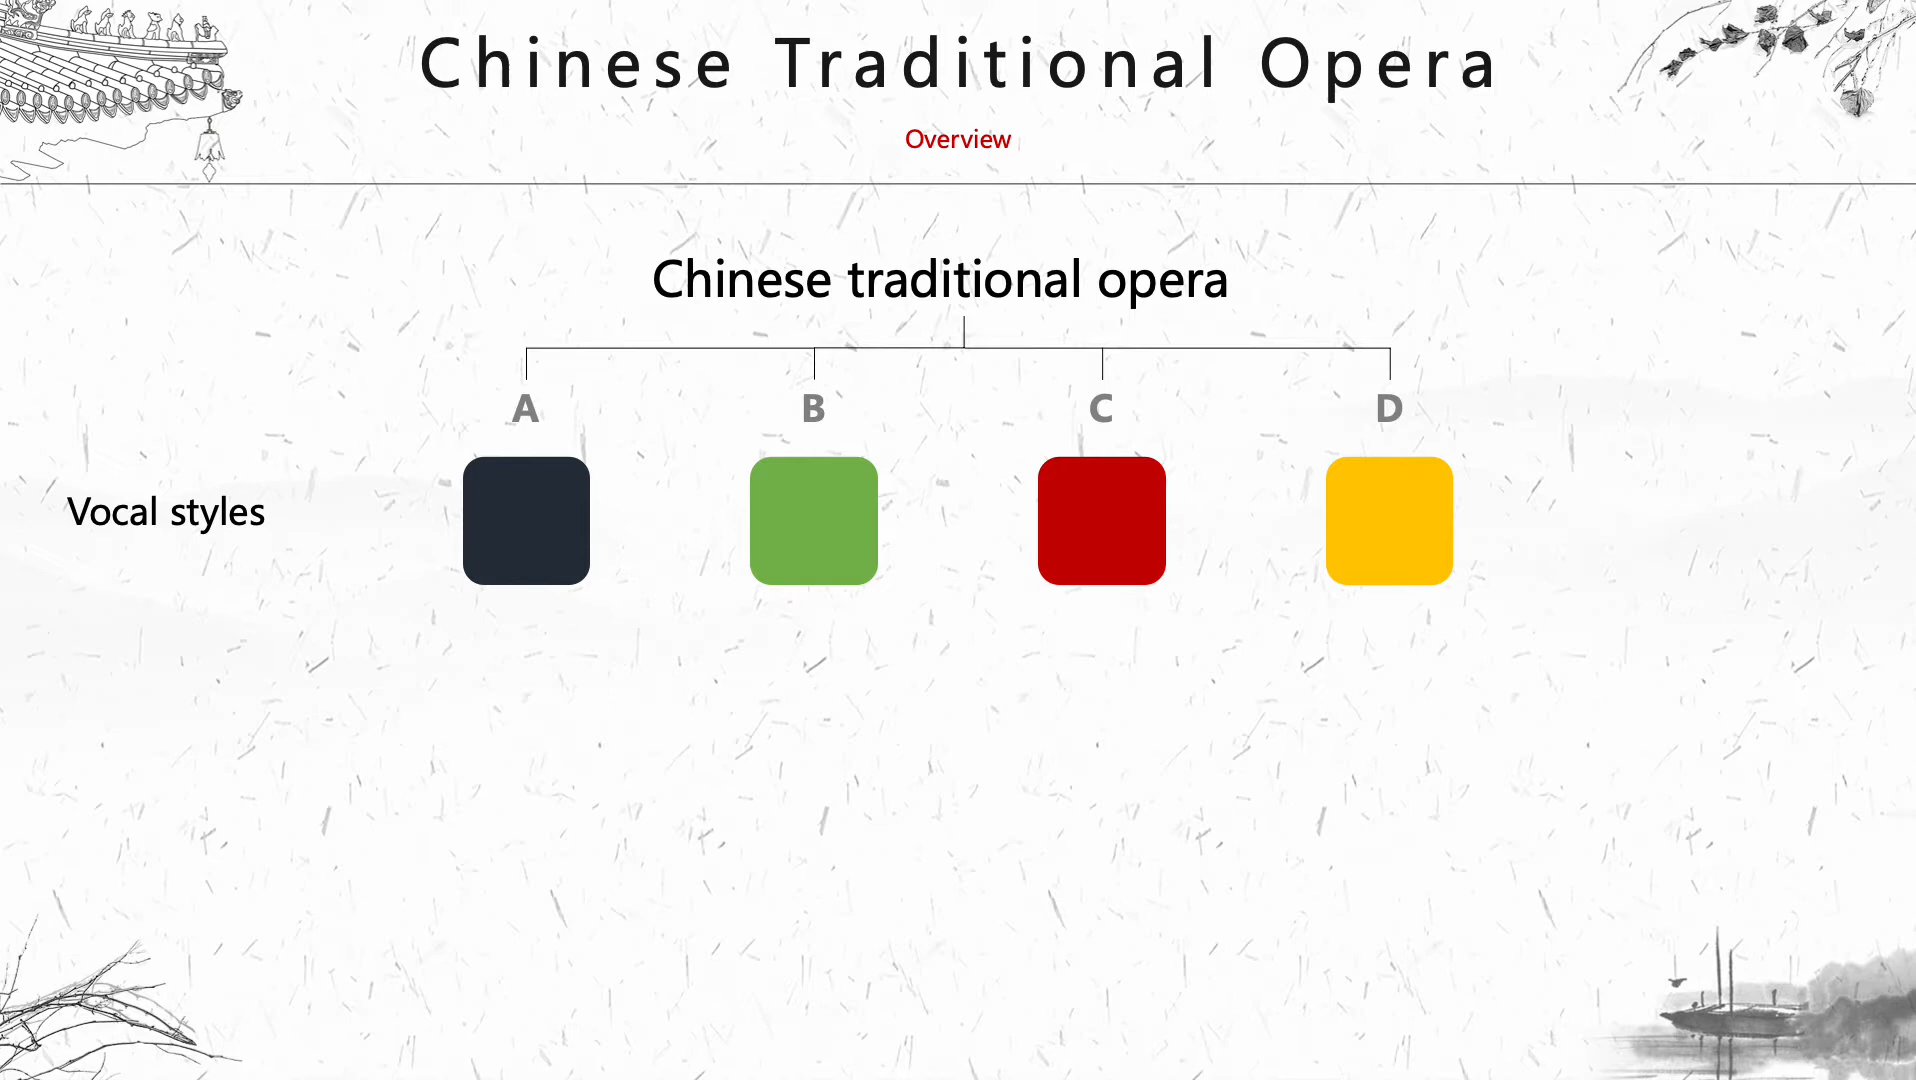 Chinese Traditional Opera
Overview
Chinese traditional opera
A B C D
Vocal styles